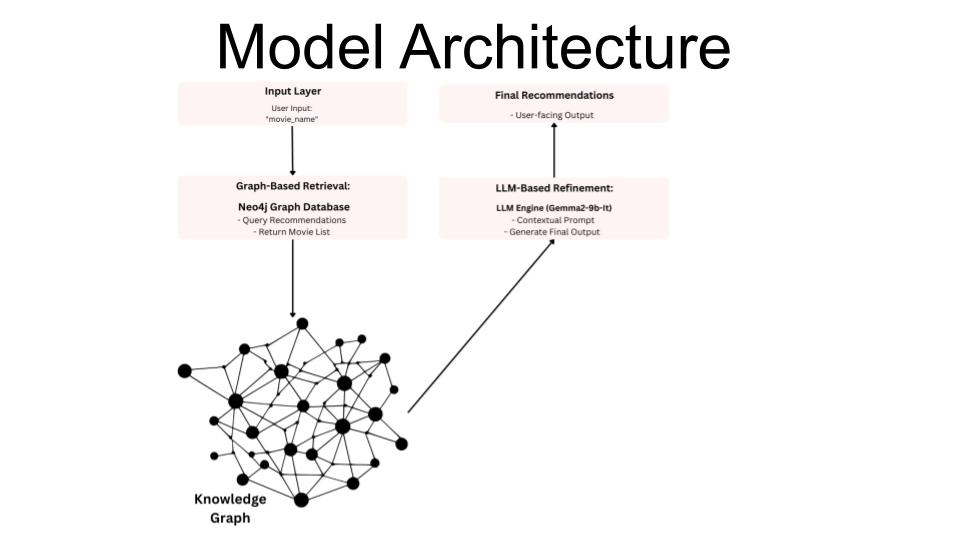 Model Architecture
Input Layer
User Input:
"movie_name"
Graph-Based Retrieval:
Neo4j Graph Database
- Query Recommendations
- Return Movie List
Knowledge
Graph
LLM-Based Refinement:
LLM Engine (Gemma2-9b-It)
- Contextual Prompt
- Generate Final Output
Final Recommendations
- User-facing Output